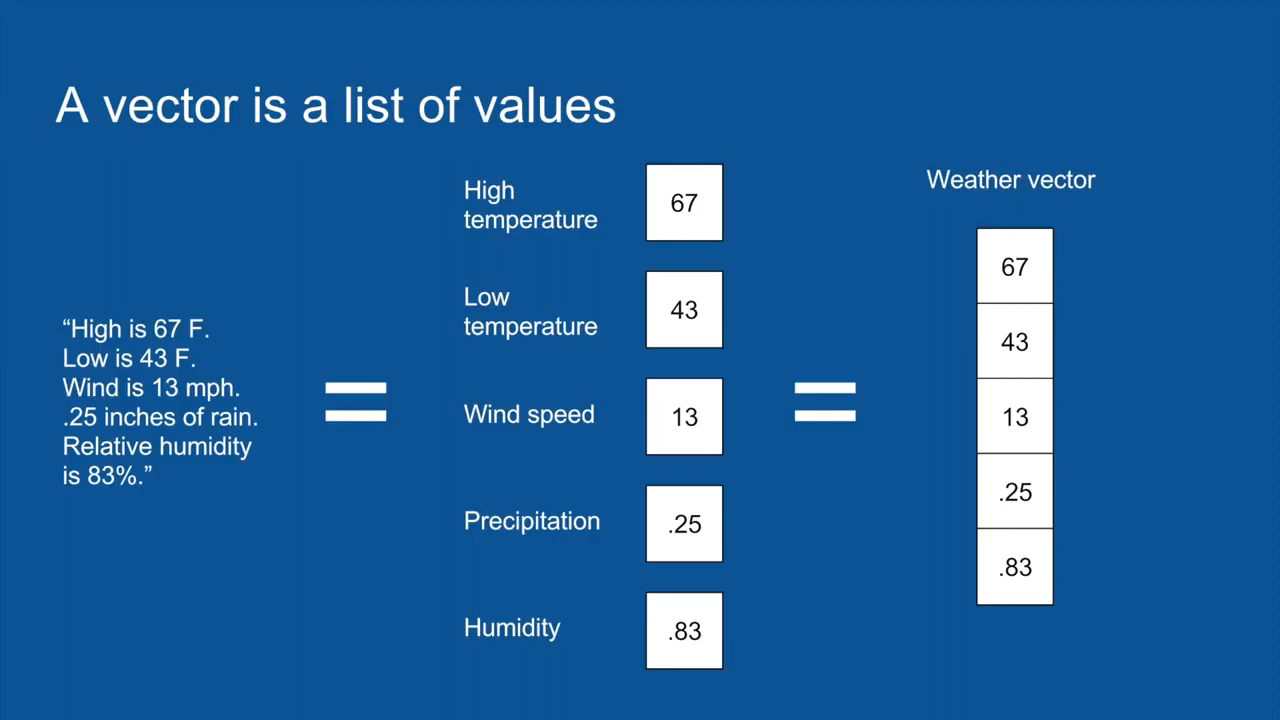 A vector is a list of values
“High is 67 F.
Low is 43 F.
Wind is 13 mph.
.25 inches of rain.
Relative humidity
is 83%.”
High
temperature
67
Low
temperature
43
Wind speed
13
Precipitation
.25
Humidity
.83
Weather vector
67
43
13
.25
.83